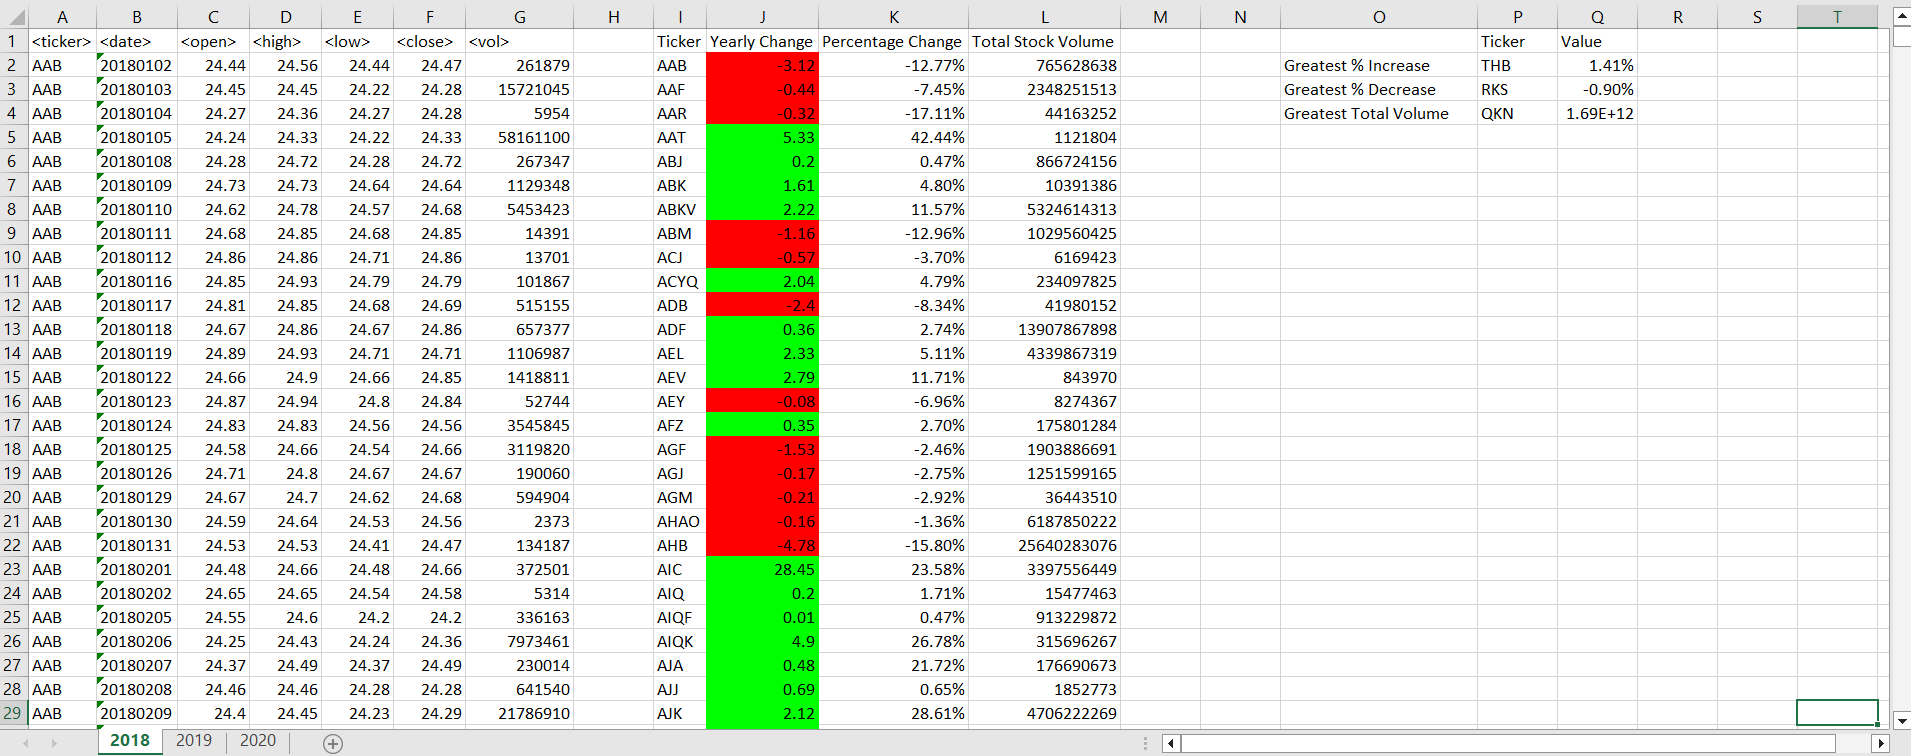 A B C D E F G H I J K L M N O P Q R S T
1 <ticker> <date> <open> <high> <low> <close> <vol> Ticker Yearly Change Percentage Change Total Stock Volume Ticker Value
2 AAB 20180102 24.44 24.56 24.44 24.47 261879 AAB -3.12 -12.77% 765628638 Greatest % Increase THB 1.41%
3 AAB 20180103 24.45 24.45 24.22 24.28 15721045 AAF -0.44 -7.45% 2348251513 Greatest % Decrease RKS -0.90%
4 AAB 20180104 24.27 24.36 24.27 24.28 5954 AAR -0.32 -17.11% 44163252 Greatest Total Volume QKN 1.69E+12
5 AAB 20180105 24.24 24.33 24.22 24.33 58161100 AAT 5.33 42.44% 1121804
6 AAB 20180108 24.28 24.72 24.28 24.72 267347 ABJ 0.2 0.47% 866724156
7 AAB 20180109 24.73 24.73 24.64 24.64 1129348 ABK 1.61 4.80% 10391386
8 AAB 20180110 24.62 24.78 24.57 24.68 5453423 ABKV 2.22 11.57% 5324614313
9 AAB 20180111 24.68 24.85 24.68 24.85 14391 ABM -1.16 -12.96% 1029560425
10 AAB 20180112 24.86 24.86 24.71 24.86 13701 ACJ -0.57 -3.70% 6169423
11 AAB 20180116 24.85 24.93 24.79 24.79 101867 ACYQ 2.04 4.79% 234097825
12 AAB 20180117 24.81 24.85 24.68 24.69 515155 ADB -2.4 -8.34% 41980152
13 AAB 20180118 24.67 24.86 24.67 24.86 657377 ADF 0.36 2.74% 13907867898
14 AAB 20180119 24.89 24.93 24.71 24.71 1106987 AEL 2.33 5.11% 4339867319
15 AAB 20180122 24.66 24.9 24.66 24.85 1418811 AEV 2.79 11.71% 843970
16 AAB 20180123 24.87 24.94 24.8 24.84 52744 AEY -0.08 -6.96% 8274367
17 AAB 20180124 24.83 24.83 24.56 24.56 3545845 AFZ 0.35 2.70% 175801284
18 AAB 20180125 24.58 24.66 24.54 24.66 3119820 AGF -1.53 -2.46% 1903886691
19 AAB 20180126 24.71 24.8 24.67 24.67 190060 AGJ -0.17 -2.75% 1251599165
20 AAB 20180129 24.67 24.7 24.62 24.68 594904 AGM -0.21 -2.92% 36443510
21 AAB 20180130 24.59 24.64 24.53 24.56 2373 AHAO -0.16 -1.36% 6187850222
22 AAB 20180131 24.53 24.53 24.41 24.47 134187 AHB -4.78 -15.80% 25640283076
23 AAB 20180201 24.48 24.66 24.48 24.66 372501 AIC 28.45 23.58% 3397556449
24 AAB 20180202 24.65 24.65 24.54 24.58 5314 AIQ 0.2 1.71% 15477463
25 AAB 20180205 24.55 24.6 24.2 24.2 336163 AIQF 0.01 0.47% 913229872
26 AAB 20180206 24.25 24.43 24.24 24.36 7973461 AIQK 4.9 26.78% 315696267
27 AAB 20180207 24.37 24.49 24.37 24.49 230014 AJA 0.48 21.72% 176690673
28 AAB 20180208 24.46 24.46 24.28 24.28 641540 AJJ 0.69 0.65% 1852773
29 AAB 20180209 24.4 24.45 24.23 24.29 21786910 AJK 2.12 28.61% 4706222269
2018 2019 2020